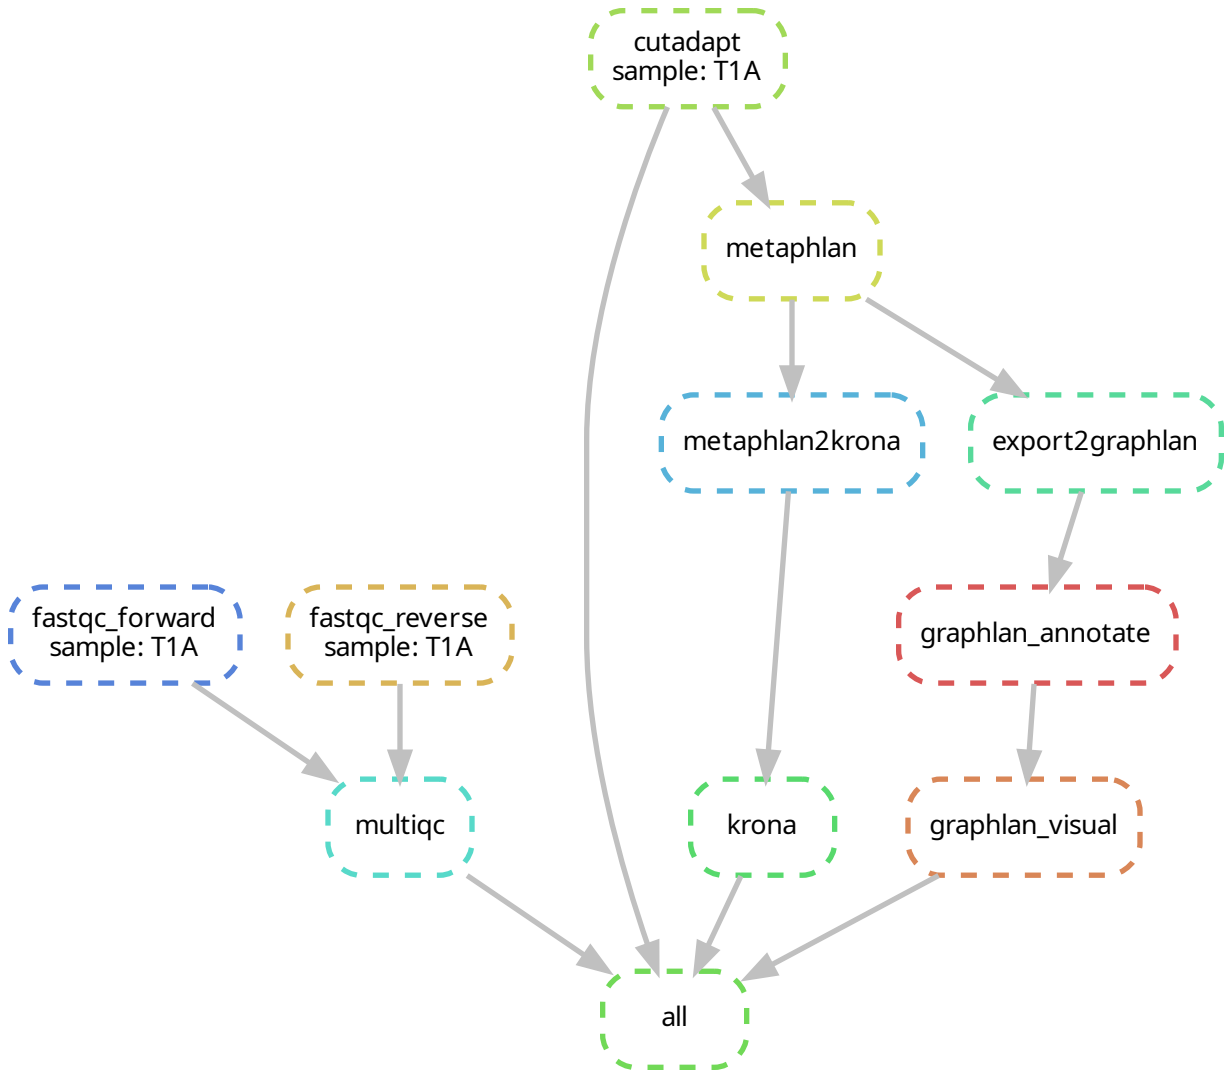 cutadapt
sample: T1A
metaphlan
metaphlan2krona
export2graphlan
fastqc_forward
sample: T1A
fastqc_reverse
sample: T1A
graphlan_annotate
multiqc
krona
graphlan_visual
all